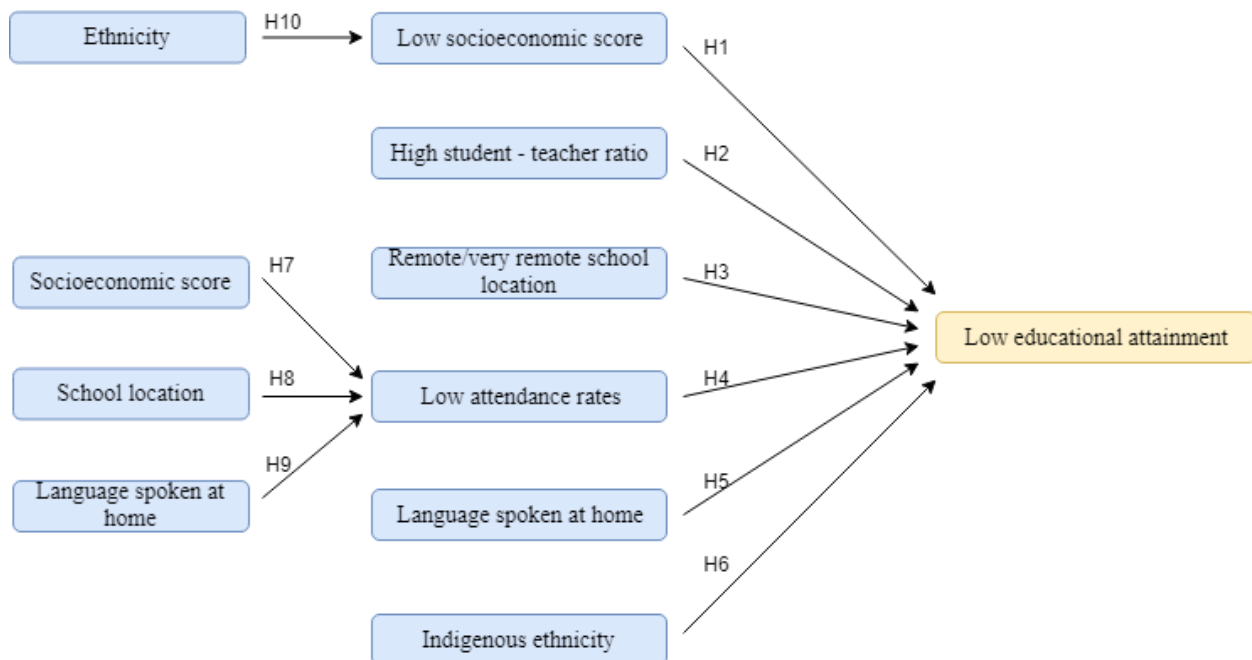 Ethnicity
H10
Low socioeconomic score
H1
High student - teacher ratio
H2
Remote/very remote school
location
H3
Socioeconomic score
H7
Low educational attainment
School location
H8
Low attendance rates
H4
Language spoken at
home
H9
Language spoken at home
H5
Indigenous ethnicity
H6